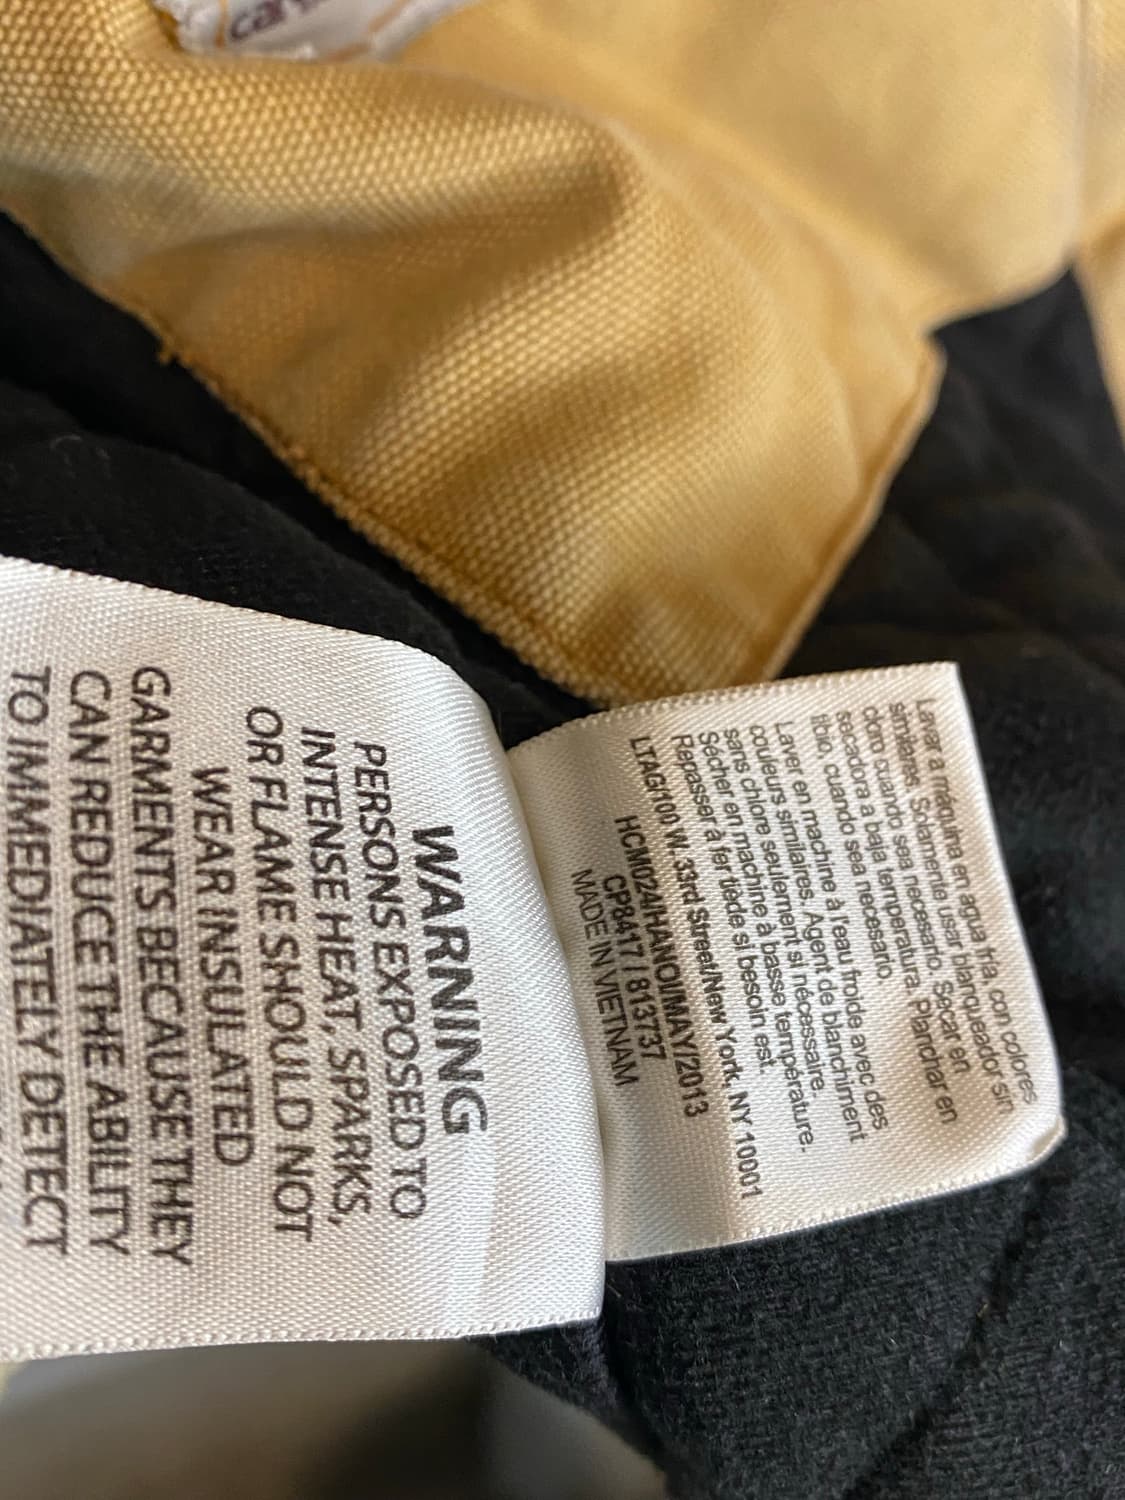 WARNING
PERSONS EXPOSED TO
INTENSE HEAT, SPARKS,
OR FLAME SHOULD NOT
WEAR INSULATED
GARMENTS BECAUSE THEY
CAN REDUCE THE ABILITY
TO IMMEDIATELY DETECT
Lavar a máquina en agua fría, con colores
similares. Solamente usar blanqueador sin
cloro cuando sea necesario. Secar en
secadora a baja temperatura. Planchar en
tibio, cuando sea necesario.
Laver en machine à l'eau froide avec des
couleurs similaires. Agent de blanchiment
sans chlore seulement si nécessaire.
Sécher en machine à basse température.
Repasser à fer tiède si besoin est.
LTAG/100 W. 33rd Street/New York, NY 10001
HCM024HANOI/MAY/2013
CP8417 / 813737
MADE IN VIETNAM